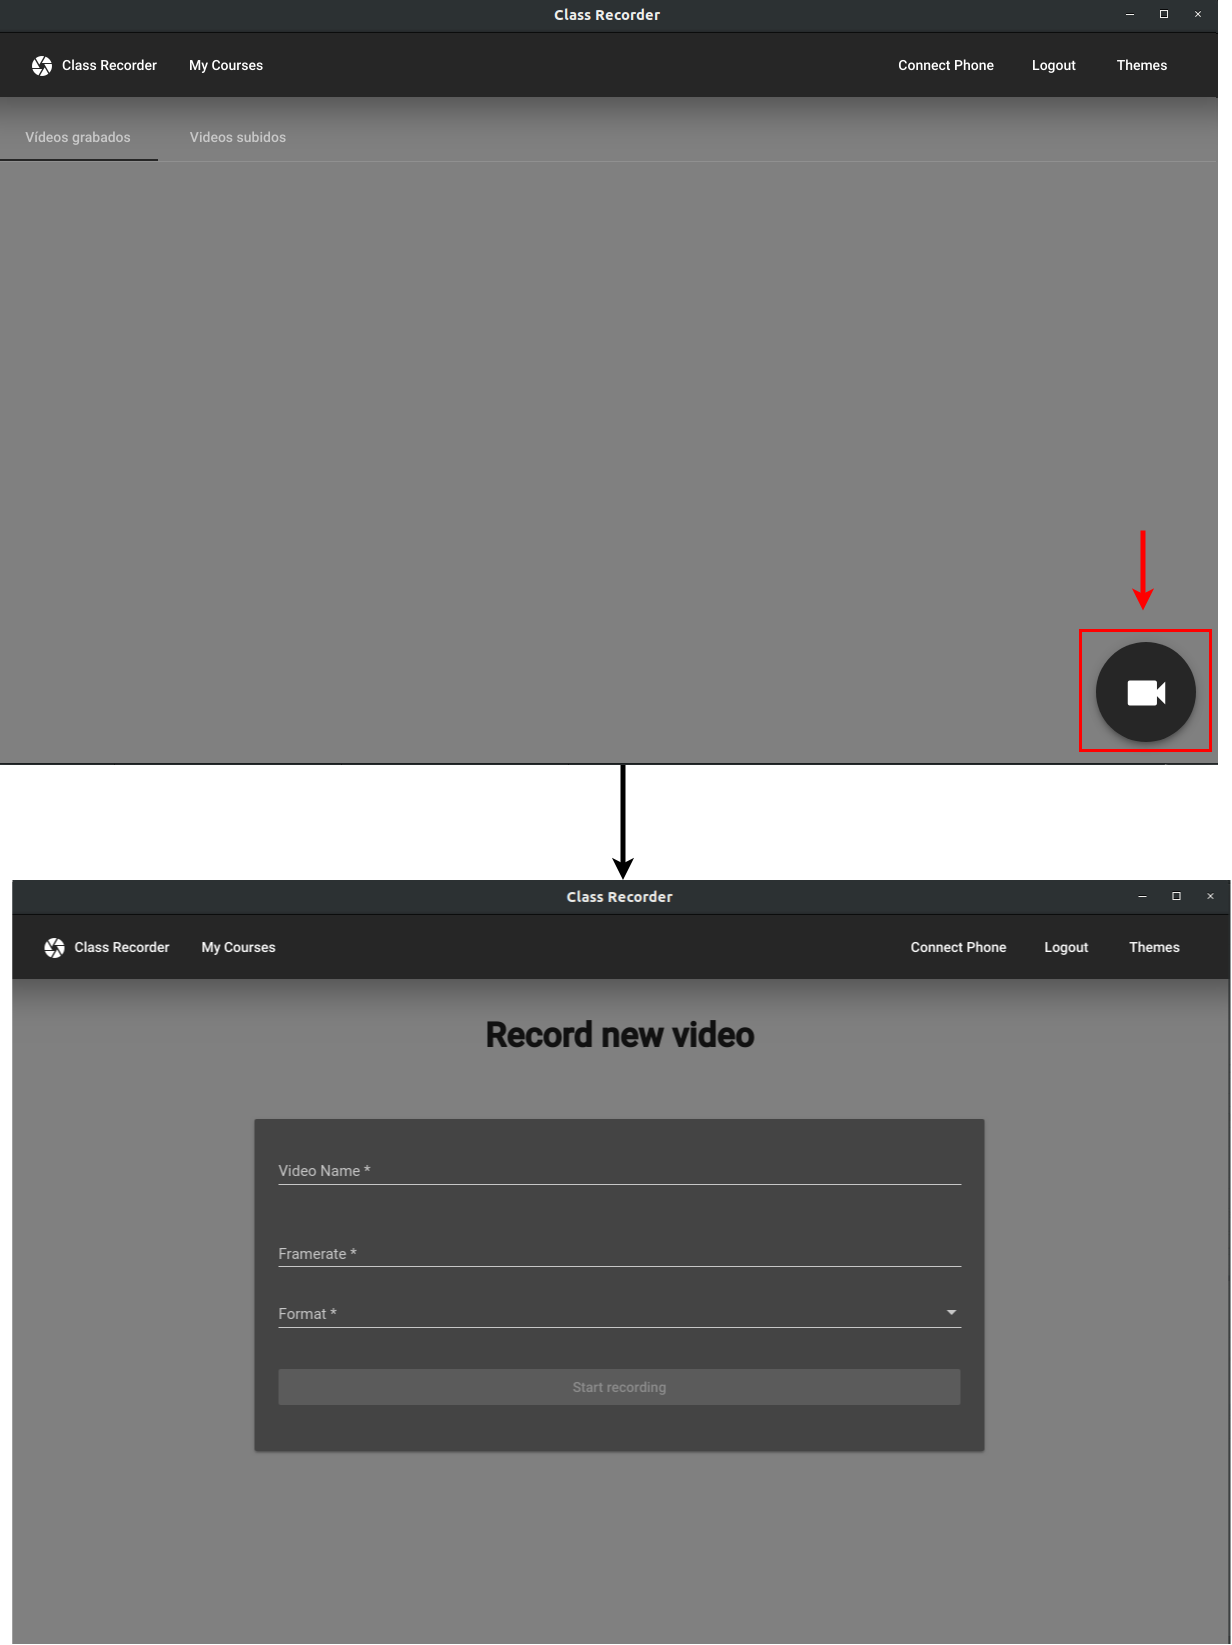 Class Recorder
Class Recorder My Courses Connect Phone Logout Themes
Vídeos grabados Videos subidos
Class Recorder
Class Recorder My Courses Connect Phone Logout Themes
Record new video
Video Name *
Framerate *
Format *
Start recording